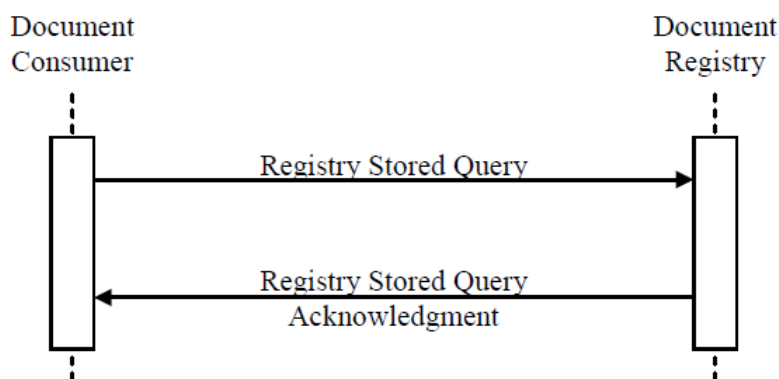 Document
Consumer
Document
Registry
Registry Stored Query
Registry Stored Query
Acknowledgment